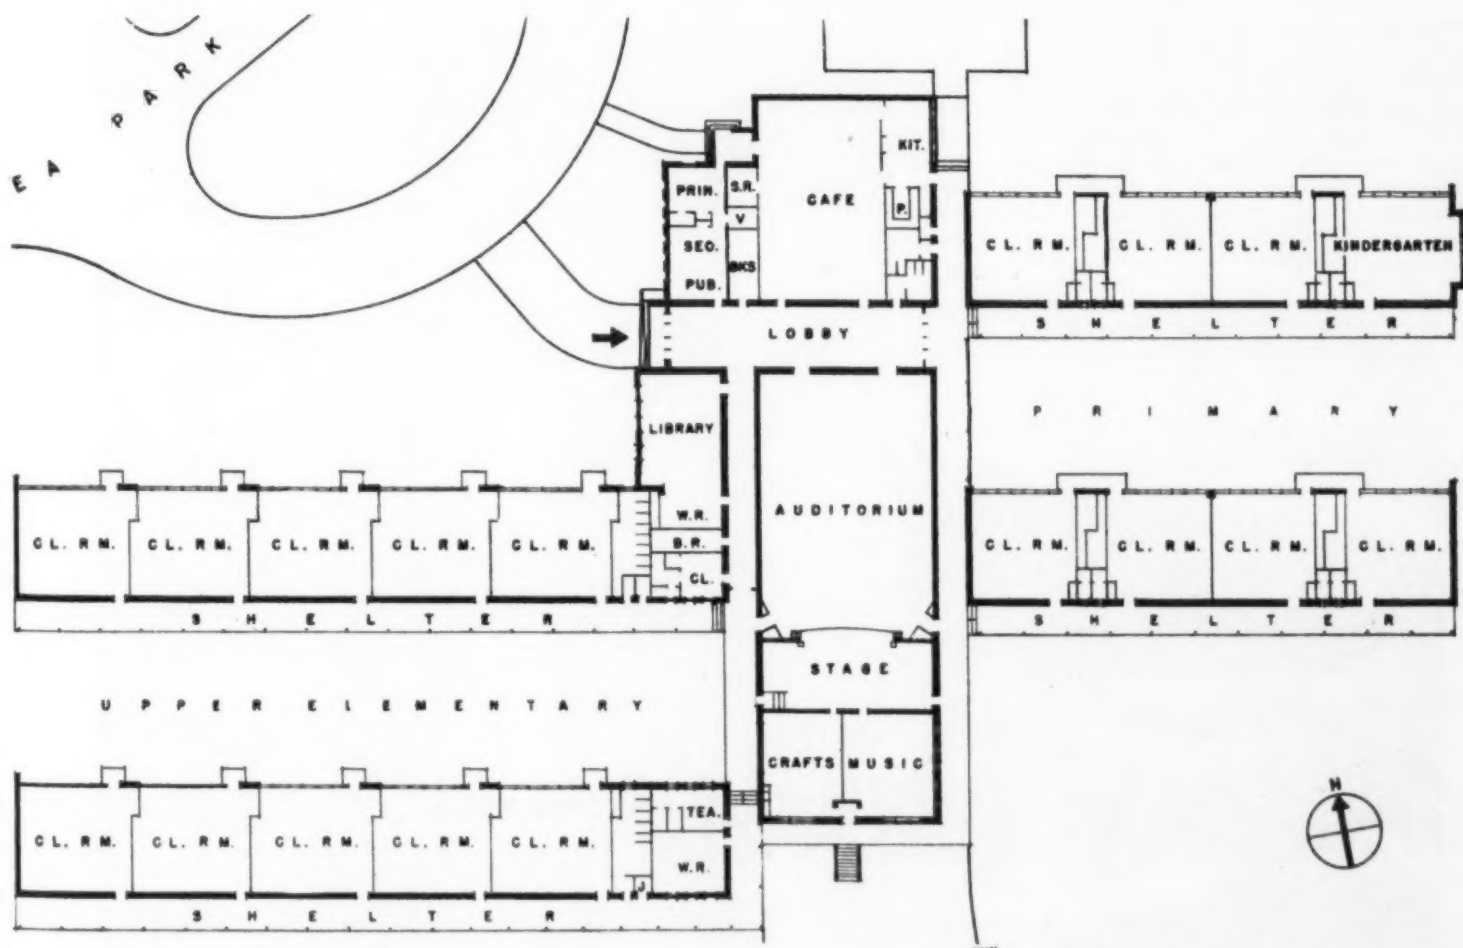 EA PARK
KIT.
PRIN. S.R. CAFE P.
V
SEC.
BKS
PUB.
CL. RM. CL. RM. CL. RM. KINDERGARTEN
SHELTER
LOBBY
PRIMARY
LIBRARY
AUDITORIUM
W.R.
B.R.
CL.
CL. RM. CL. RM. CL. RM. CL. RM. CL. RM.
SHELTER
CL. RM. CL. RM. CL. RM. CL. RM.
SHELTER
STAGE
UPPER ELEMENTARY
CRAFTS MUSIC
N
TEA.
CL. RM. CL. RM. CL. RM. CL. RM. CL. RM.
W.R.
J
SHELTER